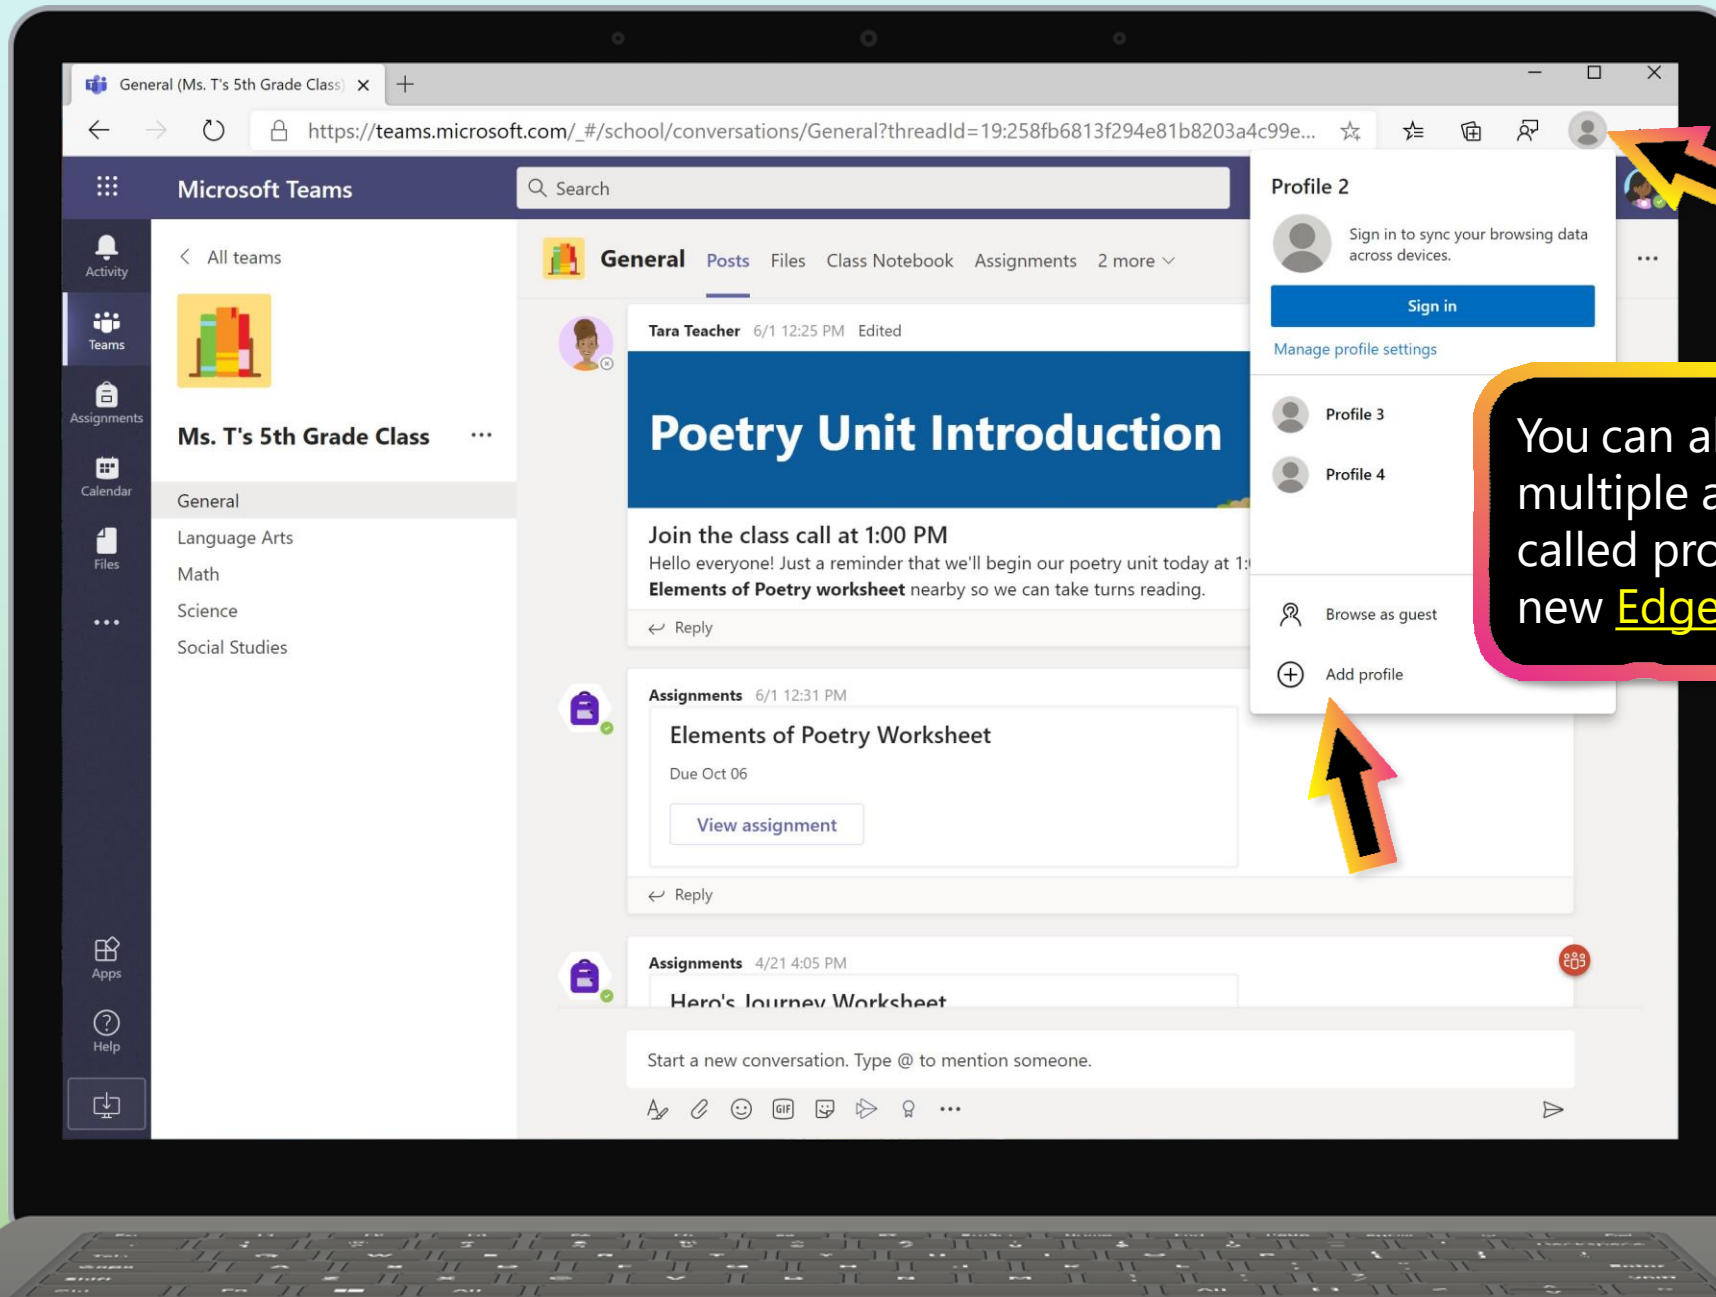 General (Ms. T's 5th Grade Class)
https://teams.microsoft.com/_#/school/conversations/General?threadId=19:258fb6813f294e81b8203a4c99e...
Microsoft Teams
Search
Activity
Teams
Assignments
Calendar
Files
Apps
Help
All teams
Ms. T's 5th Grade Class
General
Language Arts
Math
Science
Social Studies
General Posts Files Class Notebook Assignments 2 more
Tara Teacher 6/1 12:25 PM Edited
Poetry Unit Introduction
Join the class call at 1:00 PM
Hello everyone! Just a reminder that we'll begin our poetry unit today at
Elements of Poetry worksheet nearby so we can take turns reading.
Reply
Assignments 6/1 12:31 PM
Elements of Poetry Worksheet
Due Oct 06
View assignment
Reply
Assignments 4/21 4:05 PM
Hero's Journey Worksheet
Start a new conversation. Type @ to mention someone.
GIF
Profile 2
Sign in to sync your browsing data
across devices.
Sign in
Manage profile settings
Profile 3
Profile 4
Browse as guest
Add profile
You can
multiple
called
new Edge